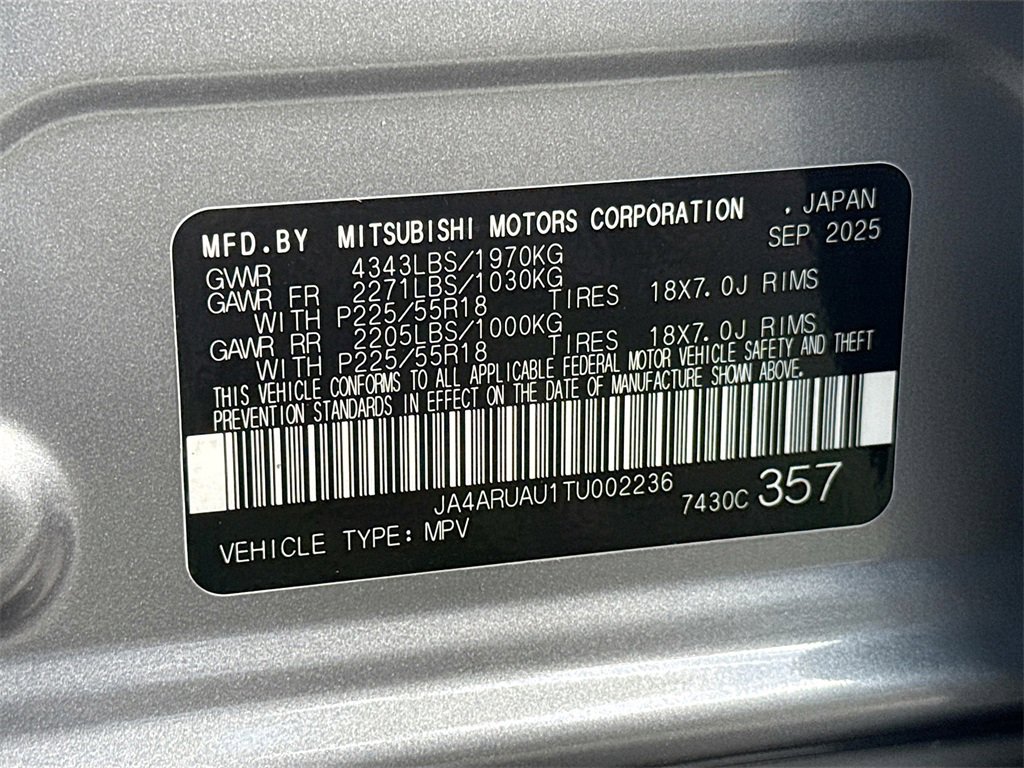 MFD.BY MITSUBISHI MOTORS CORPORATION , JAPAN
SEP 2025
GVWR 4343LBS/1970KG
GAWR FR 2271LBS/1030KG
WITH P225/55R18 TIRES 18X7.0J RIMS
GAWR RR 2205LBS/1000KG
WITH P225/55R18 TIRES 18X7.0J RIMS
THIS VEHICLE CONFORMS TO ALL APPLICABLE FEDERAL MOTOR VEHICLE SAFETY AND THEFT
PREVENTION STANDARDS IN EFFECT ON THE DATE OF MANUFACTURE SHOWN ABOVE.
JA4ARUAU1TU002236 7430C 357
VEHICLE TYPE: MPV